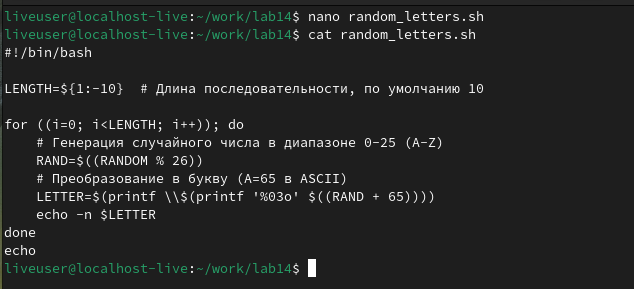 liveuser@localhost-live:~/work/lab14$ nano random_letters.sh
liveuser@localhost-live:~/work/lab14$ cat random_letters.sh
#!/bin/bash

LENGTH=${1:-10}  # Длина последовательности, по умолчанию 10

for ((i=0; i<LENGTH; i++)); do
    # Генерация случайного числа в диапазоне 0-25 (A-Z)
    RAND=$((RANDOM % 26))
    # Преобразование в букву (A=65 в ASCII)
    LETTER=$(printf \\$(printf '%03o' $((RAND + 65))))
    echo -n $LETTER
done
echo
liveuser@localhost-live:~/work/lab14$